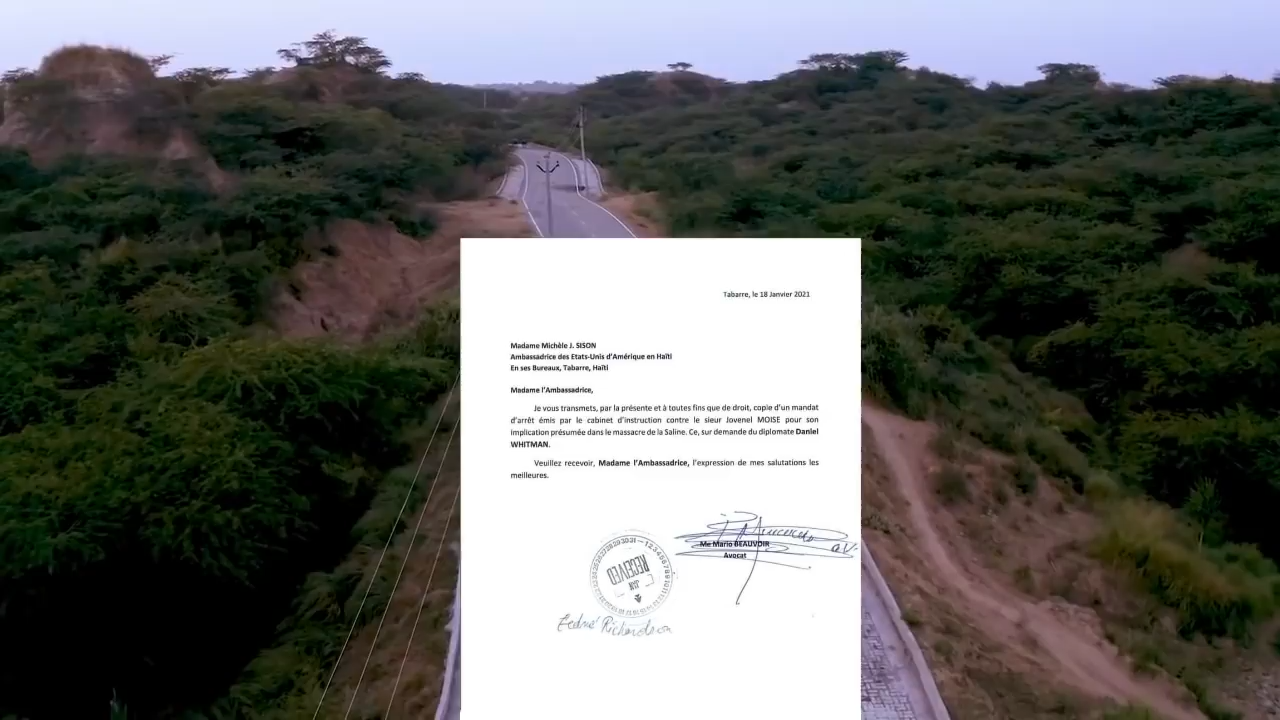 Tabarre, le 18 Janvier 2021
Madame Michèle J. SISON
Ambassadrice des Etats-Unis d'Amérique en Haïti
En ses Bureaux, Tabarre, Haïti
Madame l'Ambassadrice,
Je vous transmets, par la présente et à toutes fins que de droit, copie d'un mandat
d'arrêt émis par le cabinet d'instruction contre le sieur Jovenel MOISE pour son
implication présumée dans le massacre de la Saline. Ce, sur demande du diplomate Daniel
WHITMAN.
Veuillez recevoir, Madame l'Ambassadrice, l'expression de mes salutations les
meilleures.
Me Mario BEAUVOIR
Avocat
RECEVED
JAN
Richardson